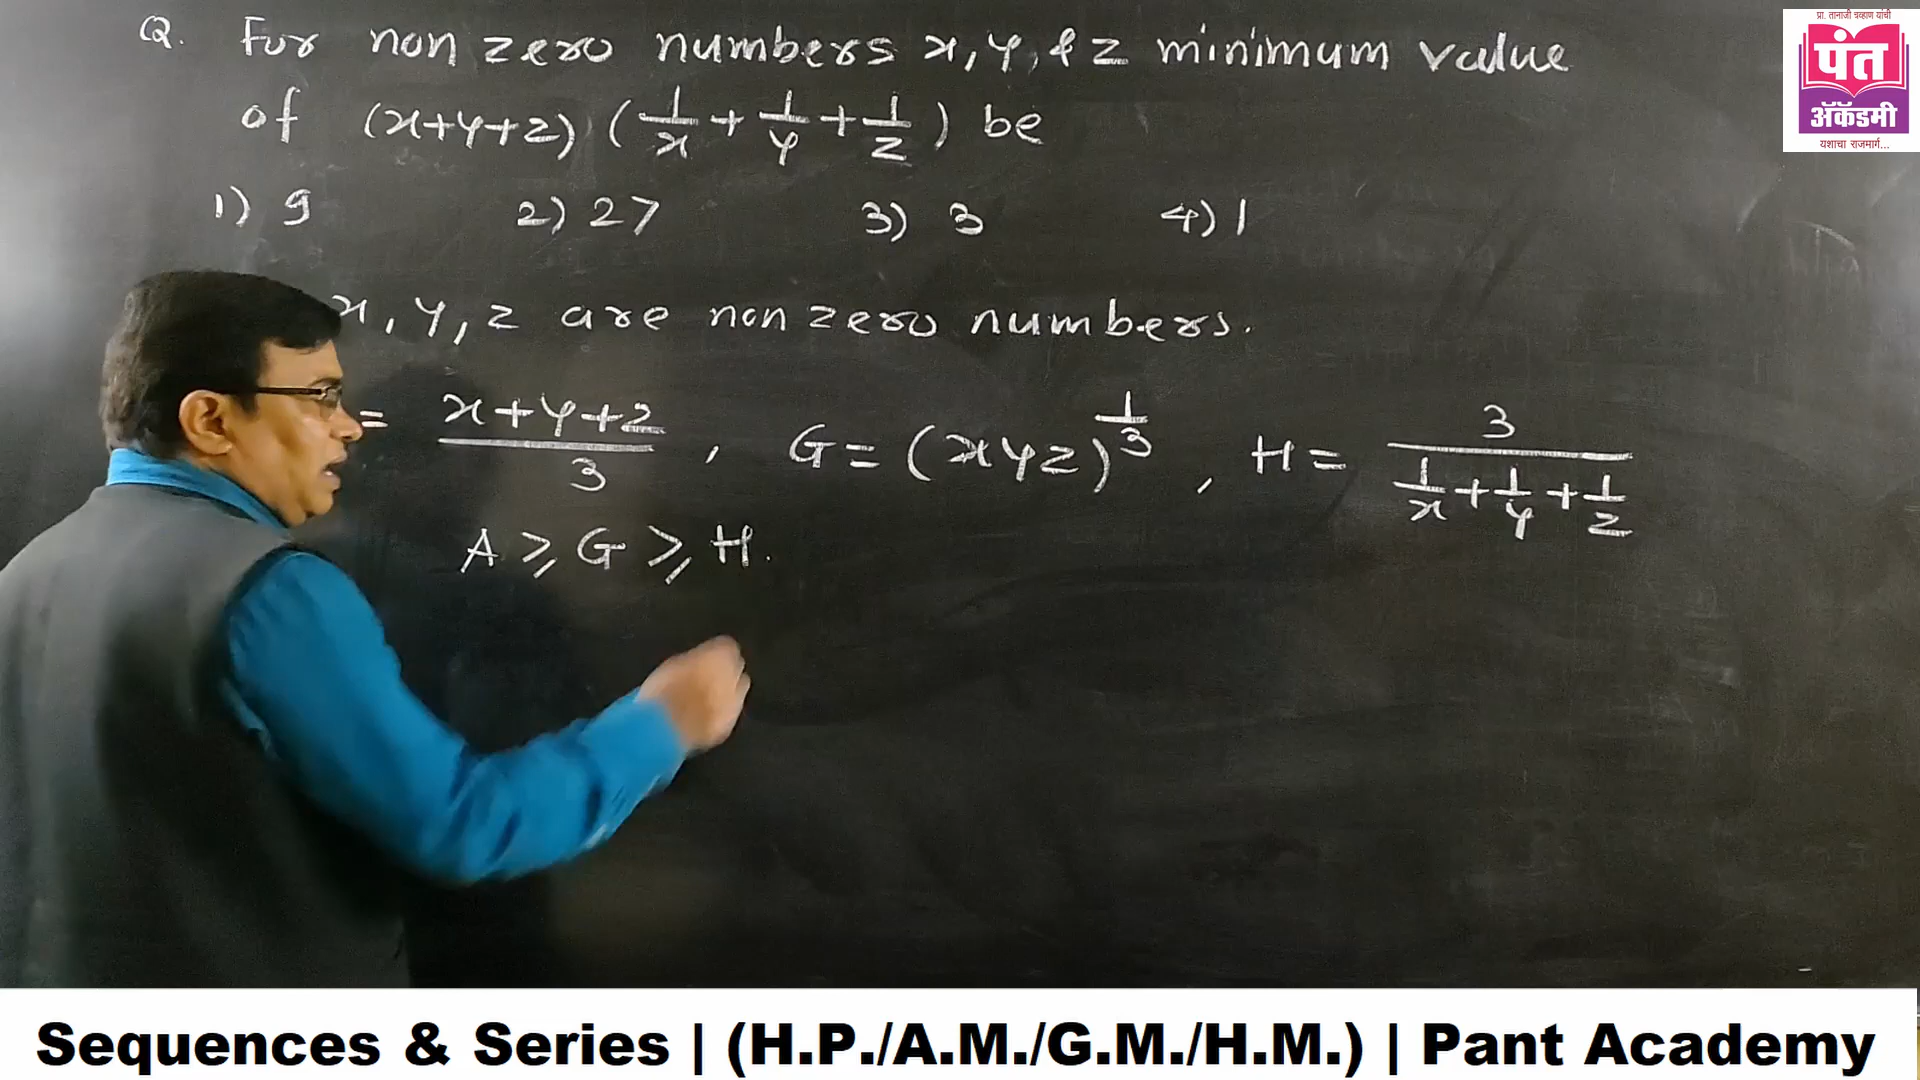 Q. For non zero numbers x, y, & z minimum value
of (x+y+z) (1/x + 1/y + 1/z) be
1) 9 2) 27 3) 3 4) 1
x, y, z are non zero numbers.
= x+y+z/3 , G = (xyz)^1/3 , H = 3/(1/x + 1/y + 1/z)
A ⩾ G ⩾ H.
प्रा. तानाजी चव्हाण यांची
पंत
ॲकॅडमी
यशाचा राजमार्ग...
Sequences & Series | (H.P./A.M./G.M./H.M.) | Pant Academy